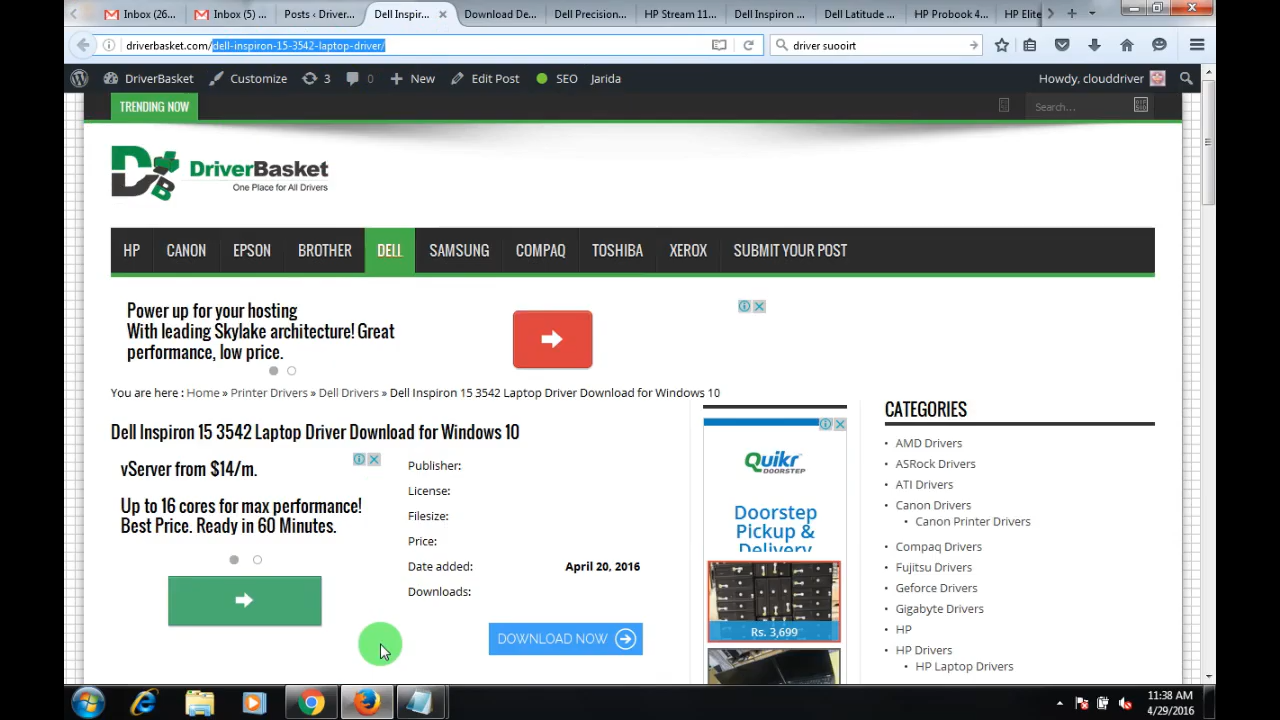 Inbox (26...
Inbox (5) ...
Posts ‹ Driver...
Dell Inspir...
Download De...
Dell Precision...
HP Stream 11...
Dell Inspiron ...
Dell Latitude ...
HP Probook 4...
HP Elite
driverbasket.com/dell-inspiron-15-3542-laptop-driver/
driver suooirt
DriverBasket
Customize
3
0
New
Edit Post
SEO
Jarida
Howdy, clouddriver
TRENDING NOW
Search...
DriverBasket
One Place for All Drivers
HP
CANON
EPSON
BROTHER
DELL
SAMSUNG
COMPAQ
TOSHIBA
XEROX
SUBMIT YOUR POST
Power up for your hosting
With leading Skylake architecture! Great
performance, low price.
You are here : Home » Printer Drivers » Dell Drivers » Dell Inspiron 15 3542 Laptop Driver Download for Windows 10
Dell Inspiron 15 3542 Laptop Driver Download for Windows 10
vServer from $14/m.
Up to 16 cores for max performance!
Best Price. Ready in 60 Minutes.
Publisher:
License:
Filesize:
Price:
Date added: April 20, 2016
Downloads:
DOWNLOAD NOW
Quikr
DOORSTEP
Doorstep
Pickup &
Delivery
Rs. 3,699
CATEGORIES
AMD Drivers
ASRock Drivers
ATI Drivers
Canon Drivers
Canon Printer Drivers
Compaq Drivers
Fujitsu Drivers
Geforce Drivers
Gigabyte Drivers
HP
HP Drivers
HP Laptop Drivers
11:38 AM
4/29/2016